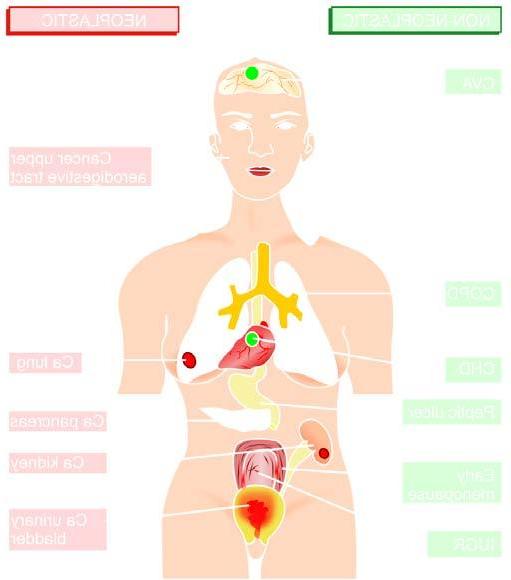 NEOPLASTIC
NON-NEOPLASTIC
CVA
Cancer upper
aerodigestive tract
COPD
Ca lung
CHD
Peptic ulcer
Ca pancreas
Ca kidney
Early
menopause
Ca urinary
bladder
IUGR